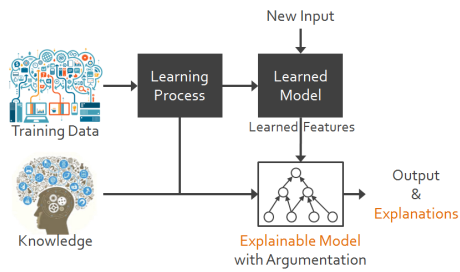 New Input
Learning
Process
Learned
Model
Training Data
Learned Features
Output
&
Explanations
Knowledge
Explainable Model
with Argumentation